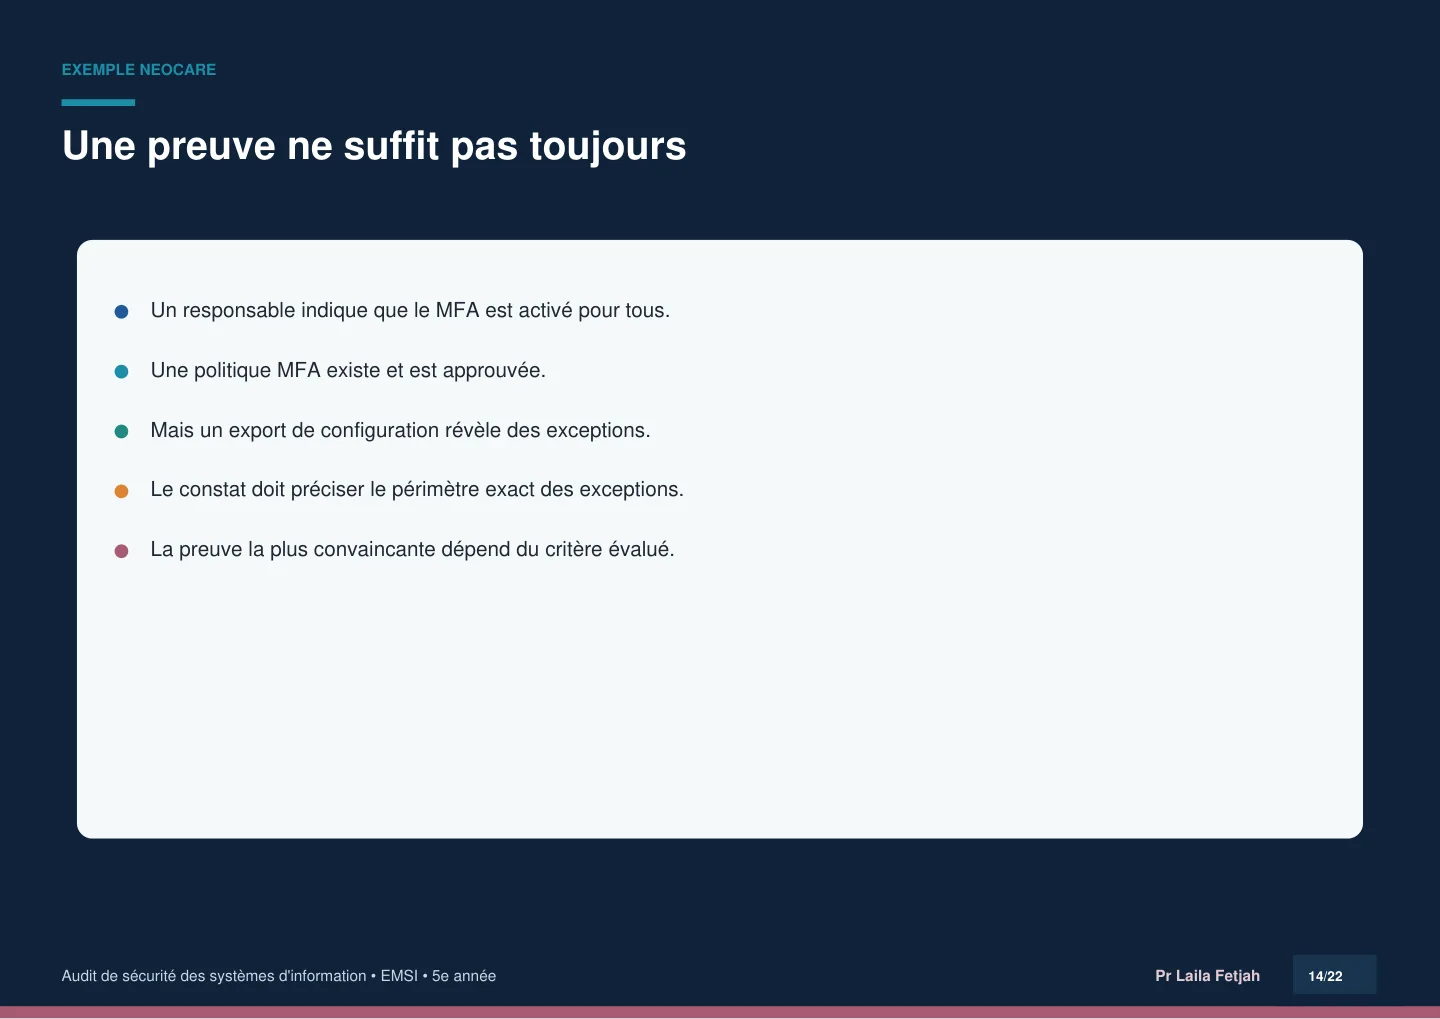 EXEMPLE NEOCARE
Une preuve ne suffit pas toujours
Un responsable indique que le MFA est activé pour tous.
Une politique MFA existe et est approuvée.
Mais un export de configuration révèle des exceptions.
Le constat doit préciser le périmètre exact des exceptions.
La preuve la plus convaincante dépend du critère évalué.
Audit de sécurité des systèmes d'information • EMSI • 5e année
Pr Laila Fetjah
14/22